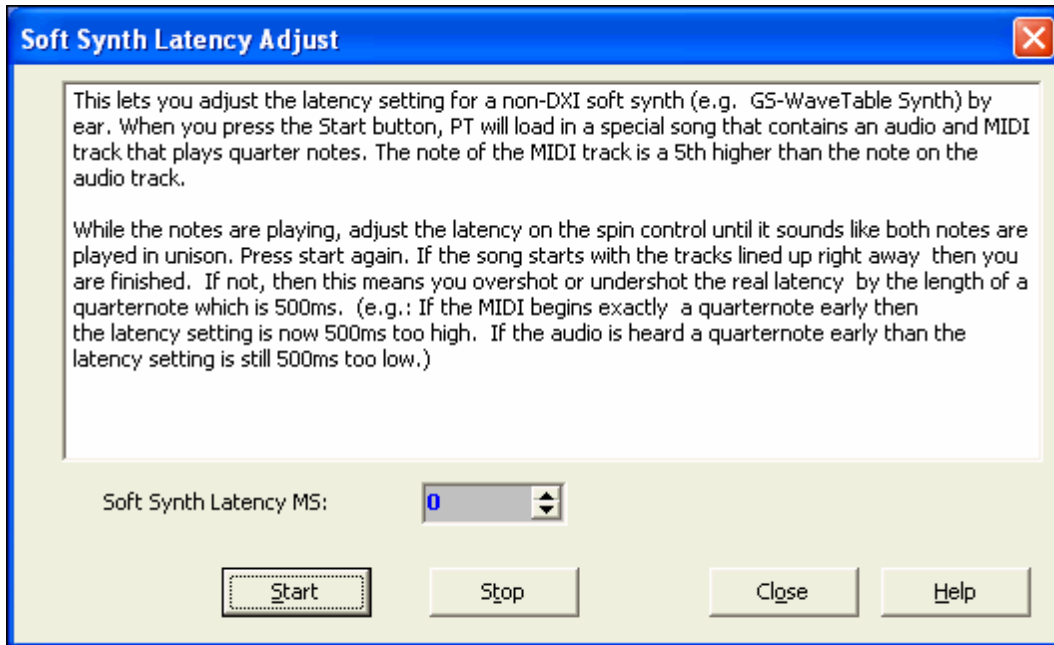 Soft Synth Latency Adjust
This lets you adjust the latency setting for a non-DXI soft synth (e.g.  GS-WaveTable Synth) by
ear. When you press the Start button, PT will load in a special song that contains an audio and MIDI
track that plays quarter notes. The note of the MIDI track is a 5th higher than the note on the
audio track.
While the notes are playing, adjust the latency on the spin control until it sounds like both notes are
played in unison. Press start again. If the song starts with the tracks lined up right away  then you
are finished.  If not, then this means you overshot or undershot the real latency  by the length of a
quarternote which is 500ms.  (e.g.: If the MIDI begins exactly  a quarternote early then
the latency setting is now 500ms too high.  If the audio is heard a quarternote early than the
latency setting is still 500ms too low.)
Soft Synth Latency MS: 0
Start Stop Close Help